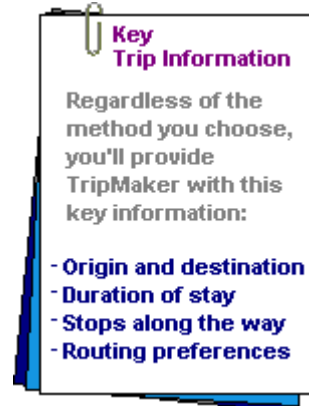 Key
Trip Information
Regardless of the
method you choose,
you'll provide
TripMaker with this
key information:
- Origin and destination
- Duration of stay
- Stops along the way
- Routing preferences